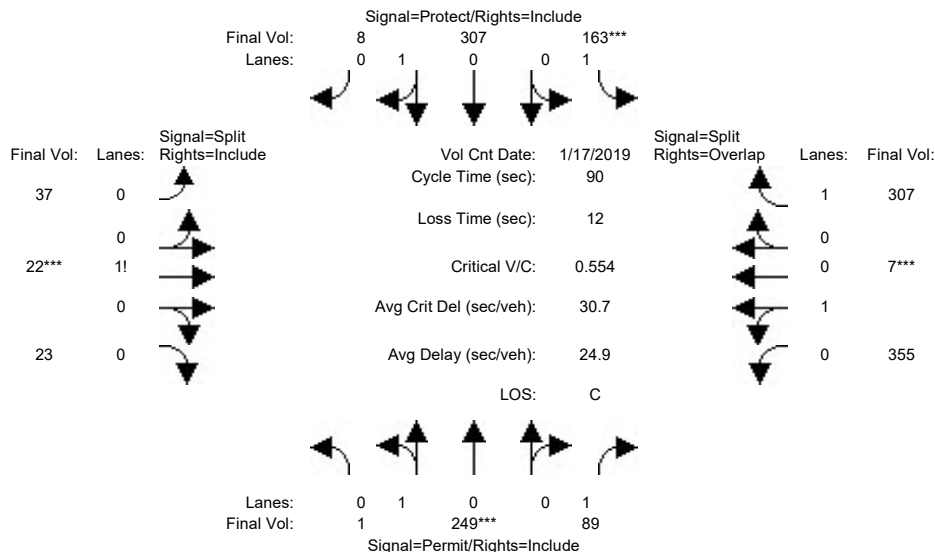 Signal=Protect/Rights=Include
Final Vol: 8 307 163***
Lanes: 0 1 0 0 1
Signal=Split
Final Vol: Lanes: Rights=Include
Vol Cnt Date: 1/17/2019
Signal=Split
Rights=Overlap Lanes: Final Vol:
Cycle Time (sec): 90
37 0
1 307
Loss Time (sec): 12
0
0
22*** 1!
Critical V/C: 0.554
0 7***
0
Avg Crit Del (sec/veh): 30.7
1
23 0
Avg Delay (sec/veh): 24.9
0 355
LOS: C
Lanes: 0 1 0 0 1
Final Vol: 1 249*** 89
Signal=Permit/Rights=Include